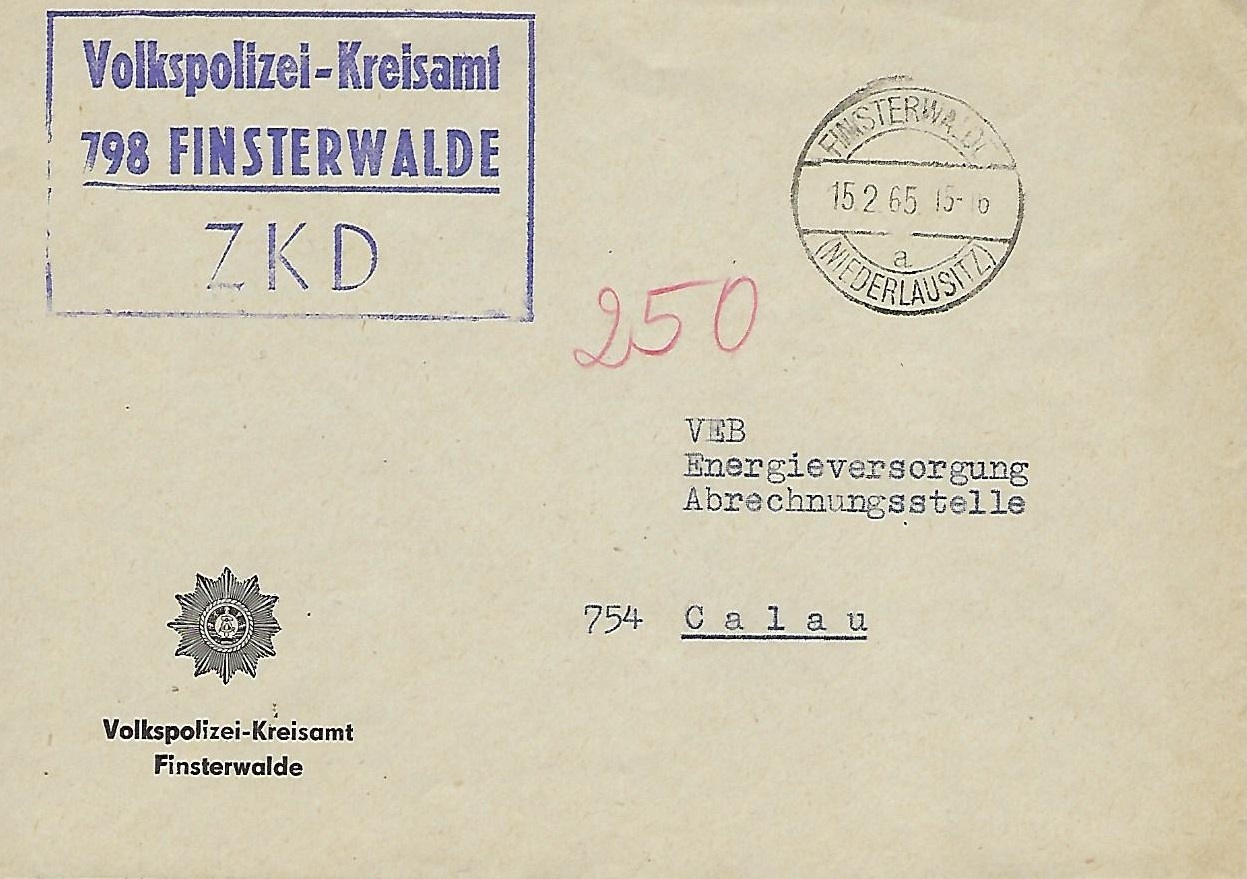 Volkspolizei-Kreisamt
798 FINSTERWALDE
ZKD
FINSTERWALDE
15.2.65 15-16
a
(NIEDERLAUSITZ)
250
VEB
Energieversorgung
Abrechnungsstelle
754 Calau
Volkspolizei-Kreisamt
Finsterwalde